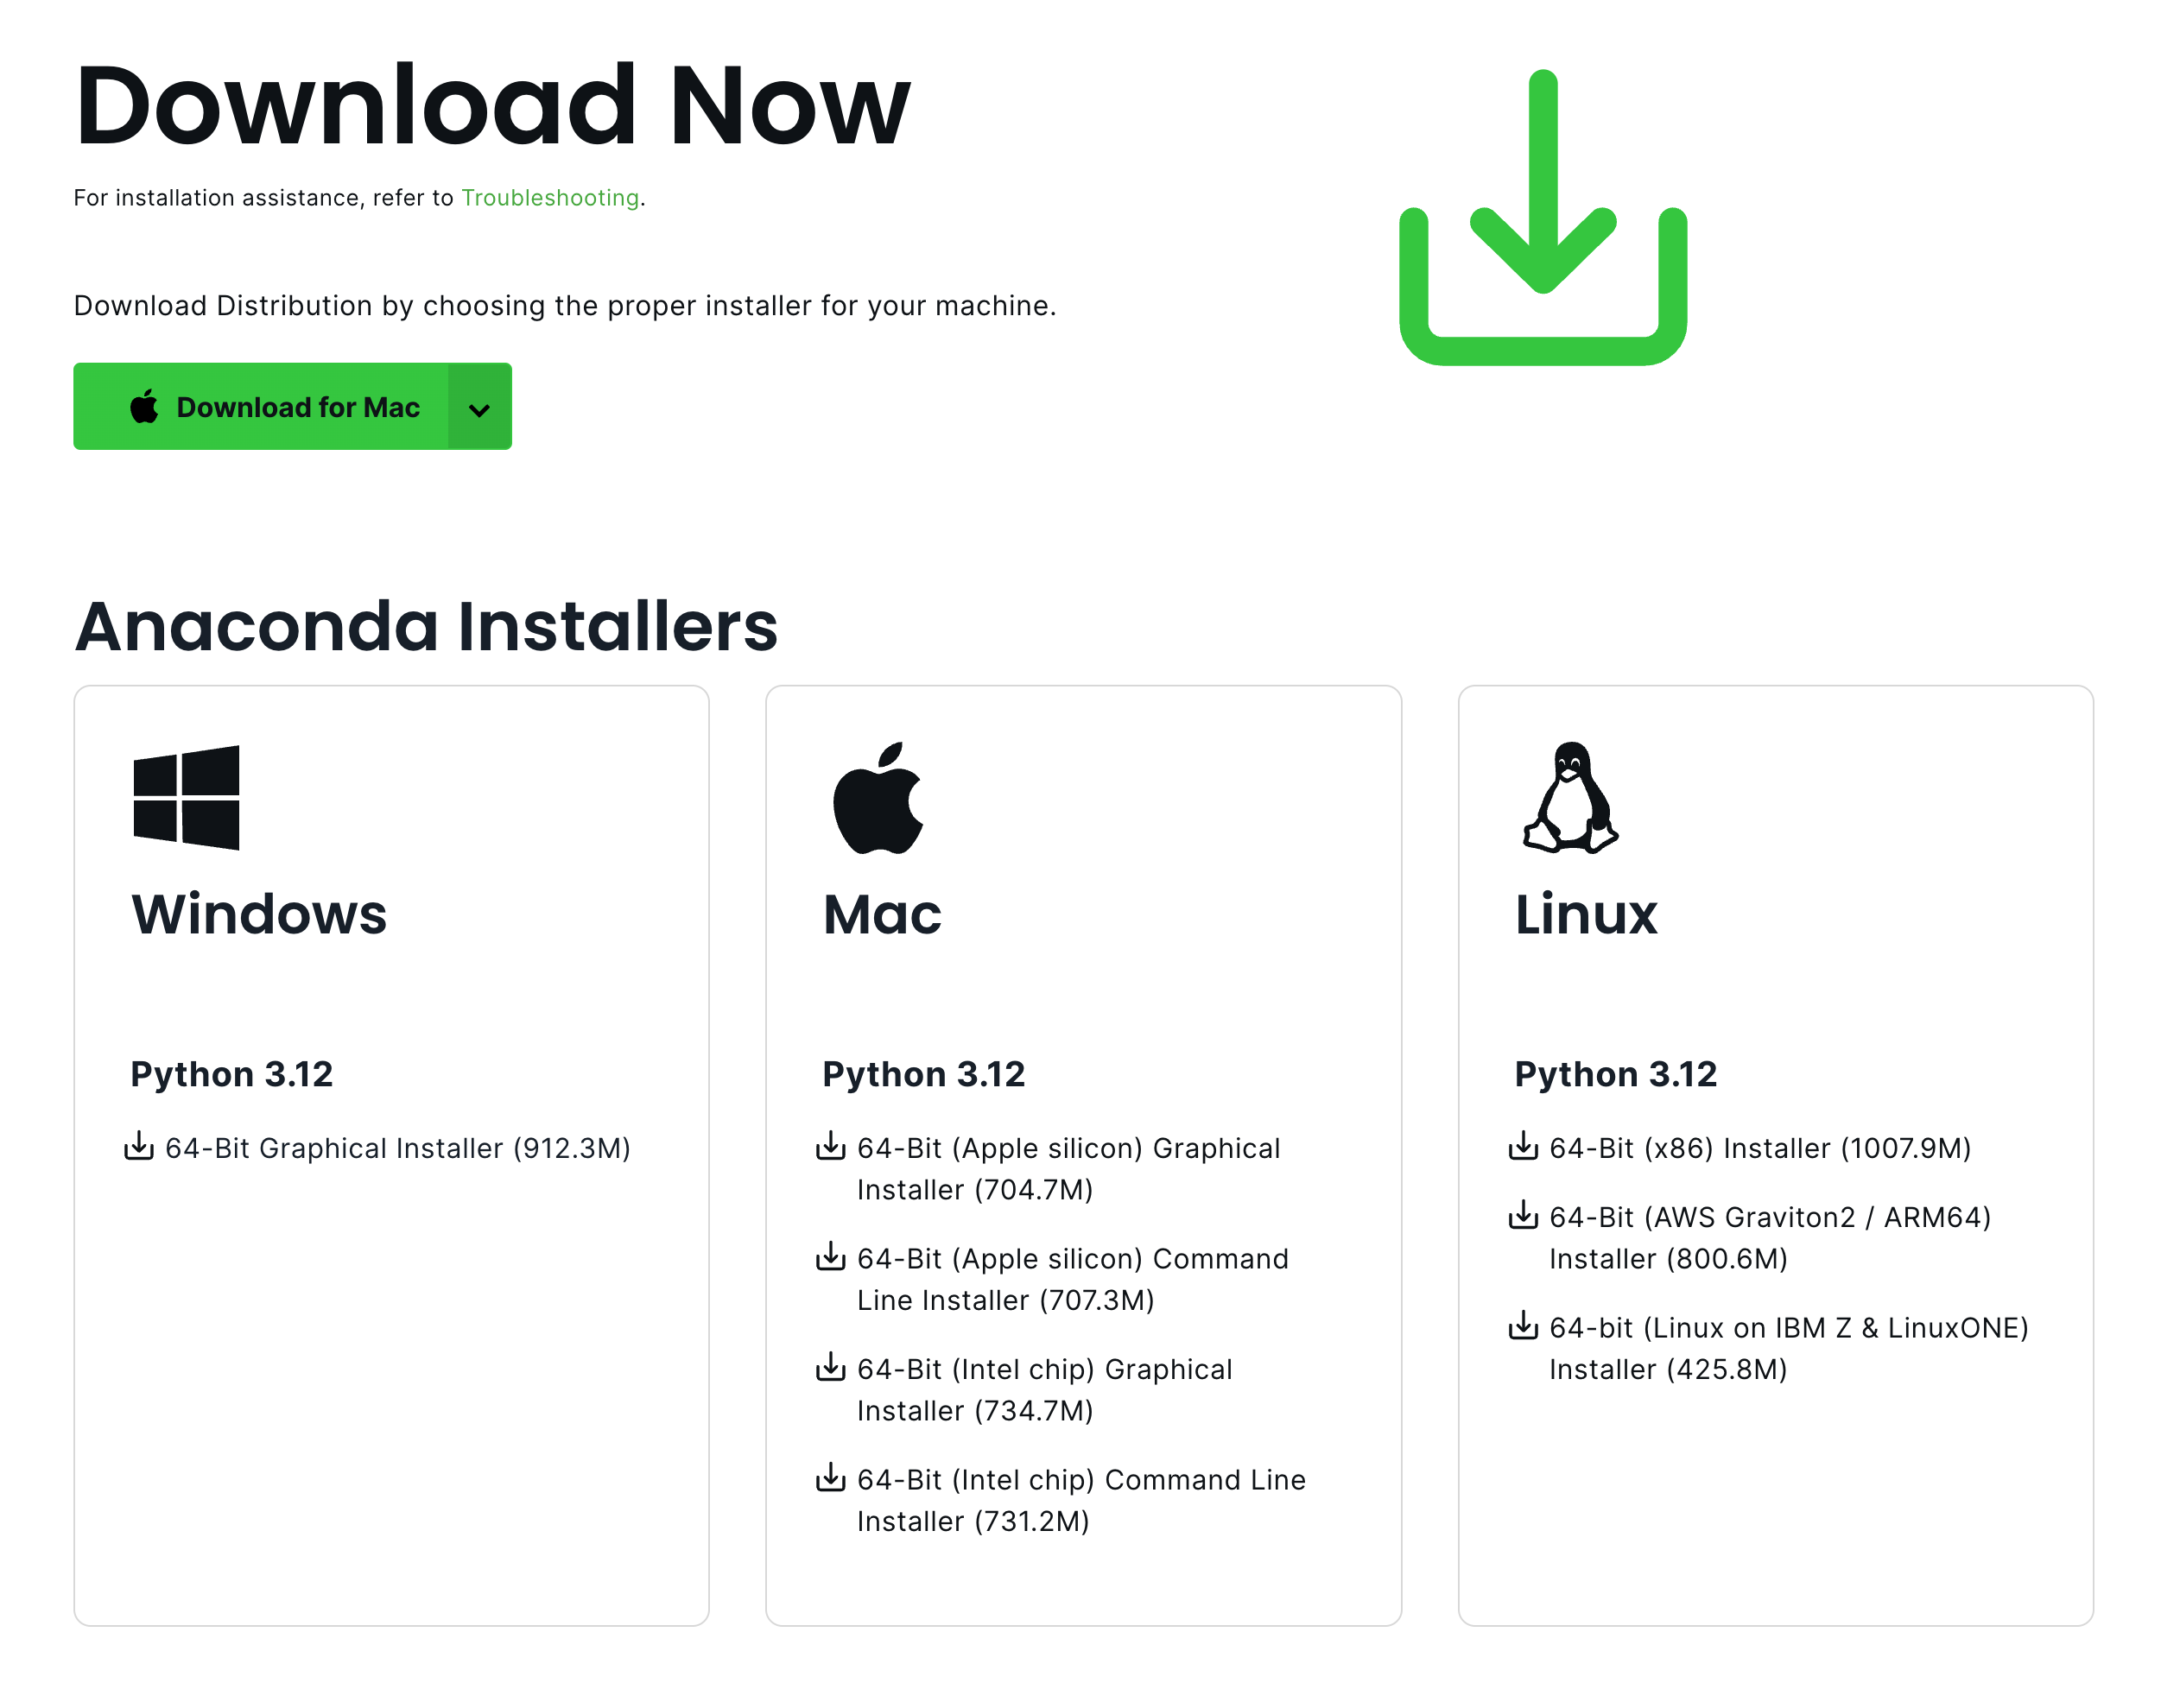 Download Now
For installation assistance, refer to Troubleshooting.
Download Distribution by choosing the proper installer for your machine.
Download for Mac
Anaconda Installers
Windows
Python 3.12
64-Bit Graphical Installer (912.3M)
Mac
Python 3.12
64-Bit (Apple silicon) Graphical
Installer (704.7M)
64-Bit (Apple silicon) Command
Line Installer (707.3M)
64-Bit (Intel chip) Graphical
Installer (734.7M)
64-Bit (Intel chip) Command Line
Installer (731.2M)
Linux
Python 3.12
64-Bit (x86) Installer (1007.9M)
64-Bit (AWS Graviton2 / ARM64)
Installer (800.6M)
64-bit (Linux on IBM Z & LinuxONE)
Installer (425.8M)